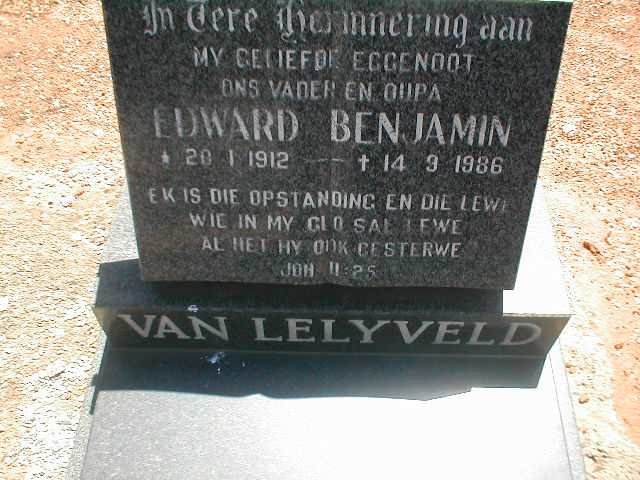 In Tere Herinnering aan
MY GELIEFDE EGGENOOT
ONS VADER EN OUPA
EDWARD BENJAMIN
* 28 1 1912 — † 14 9 1986
EK IS DIE OPSTANDING EN DIE LEWE
WIE IN MY GLO SAL LEWE
AL HET HY OOK GESTERWE
JOH 11:25
VAN LELYVELD